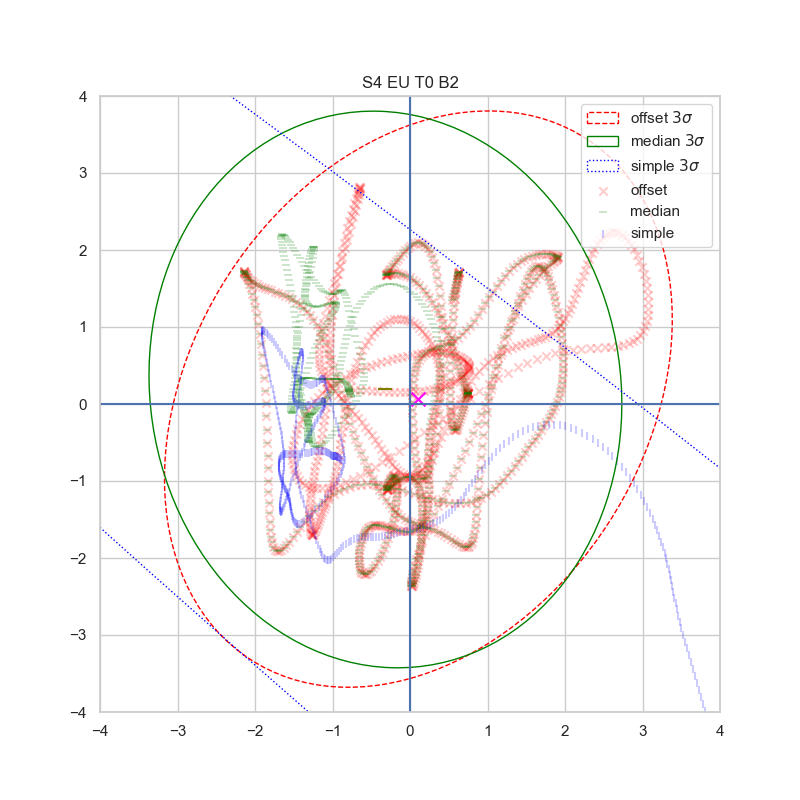 S4 EU T0 B2
offset 3σ
median 3σ
simple 3σ
offset
median
simple
4
3
2
1
0
−1
−2
−3
−4
−4 −3 −2 −1 0 1 2 3 4